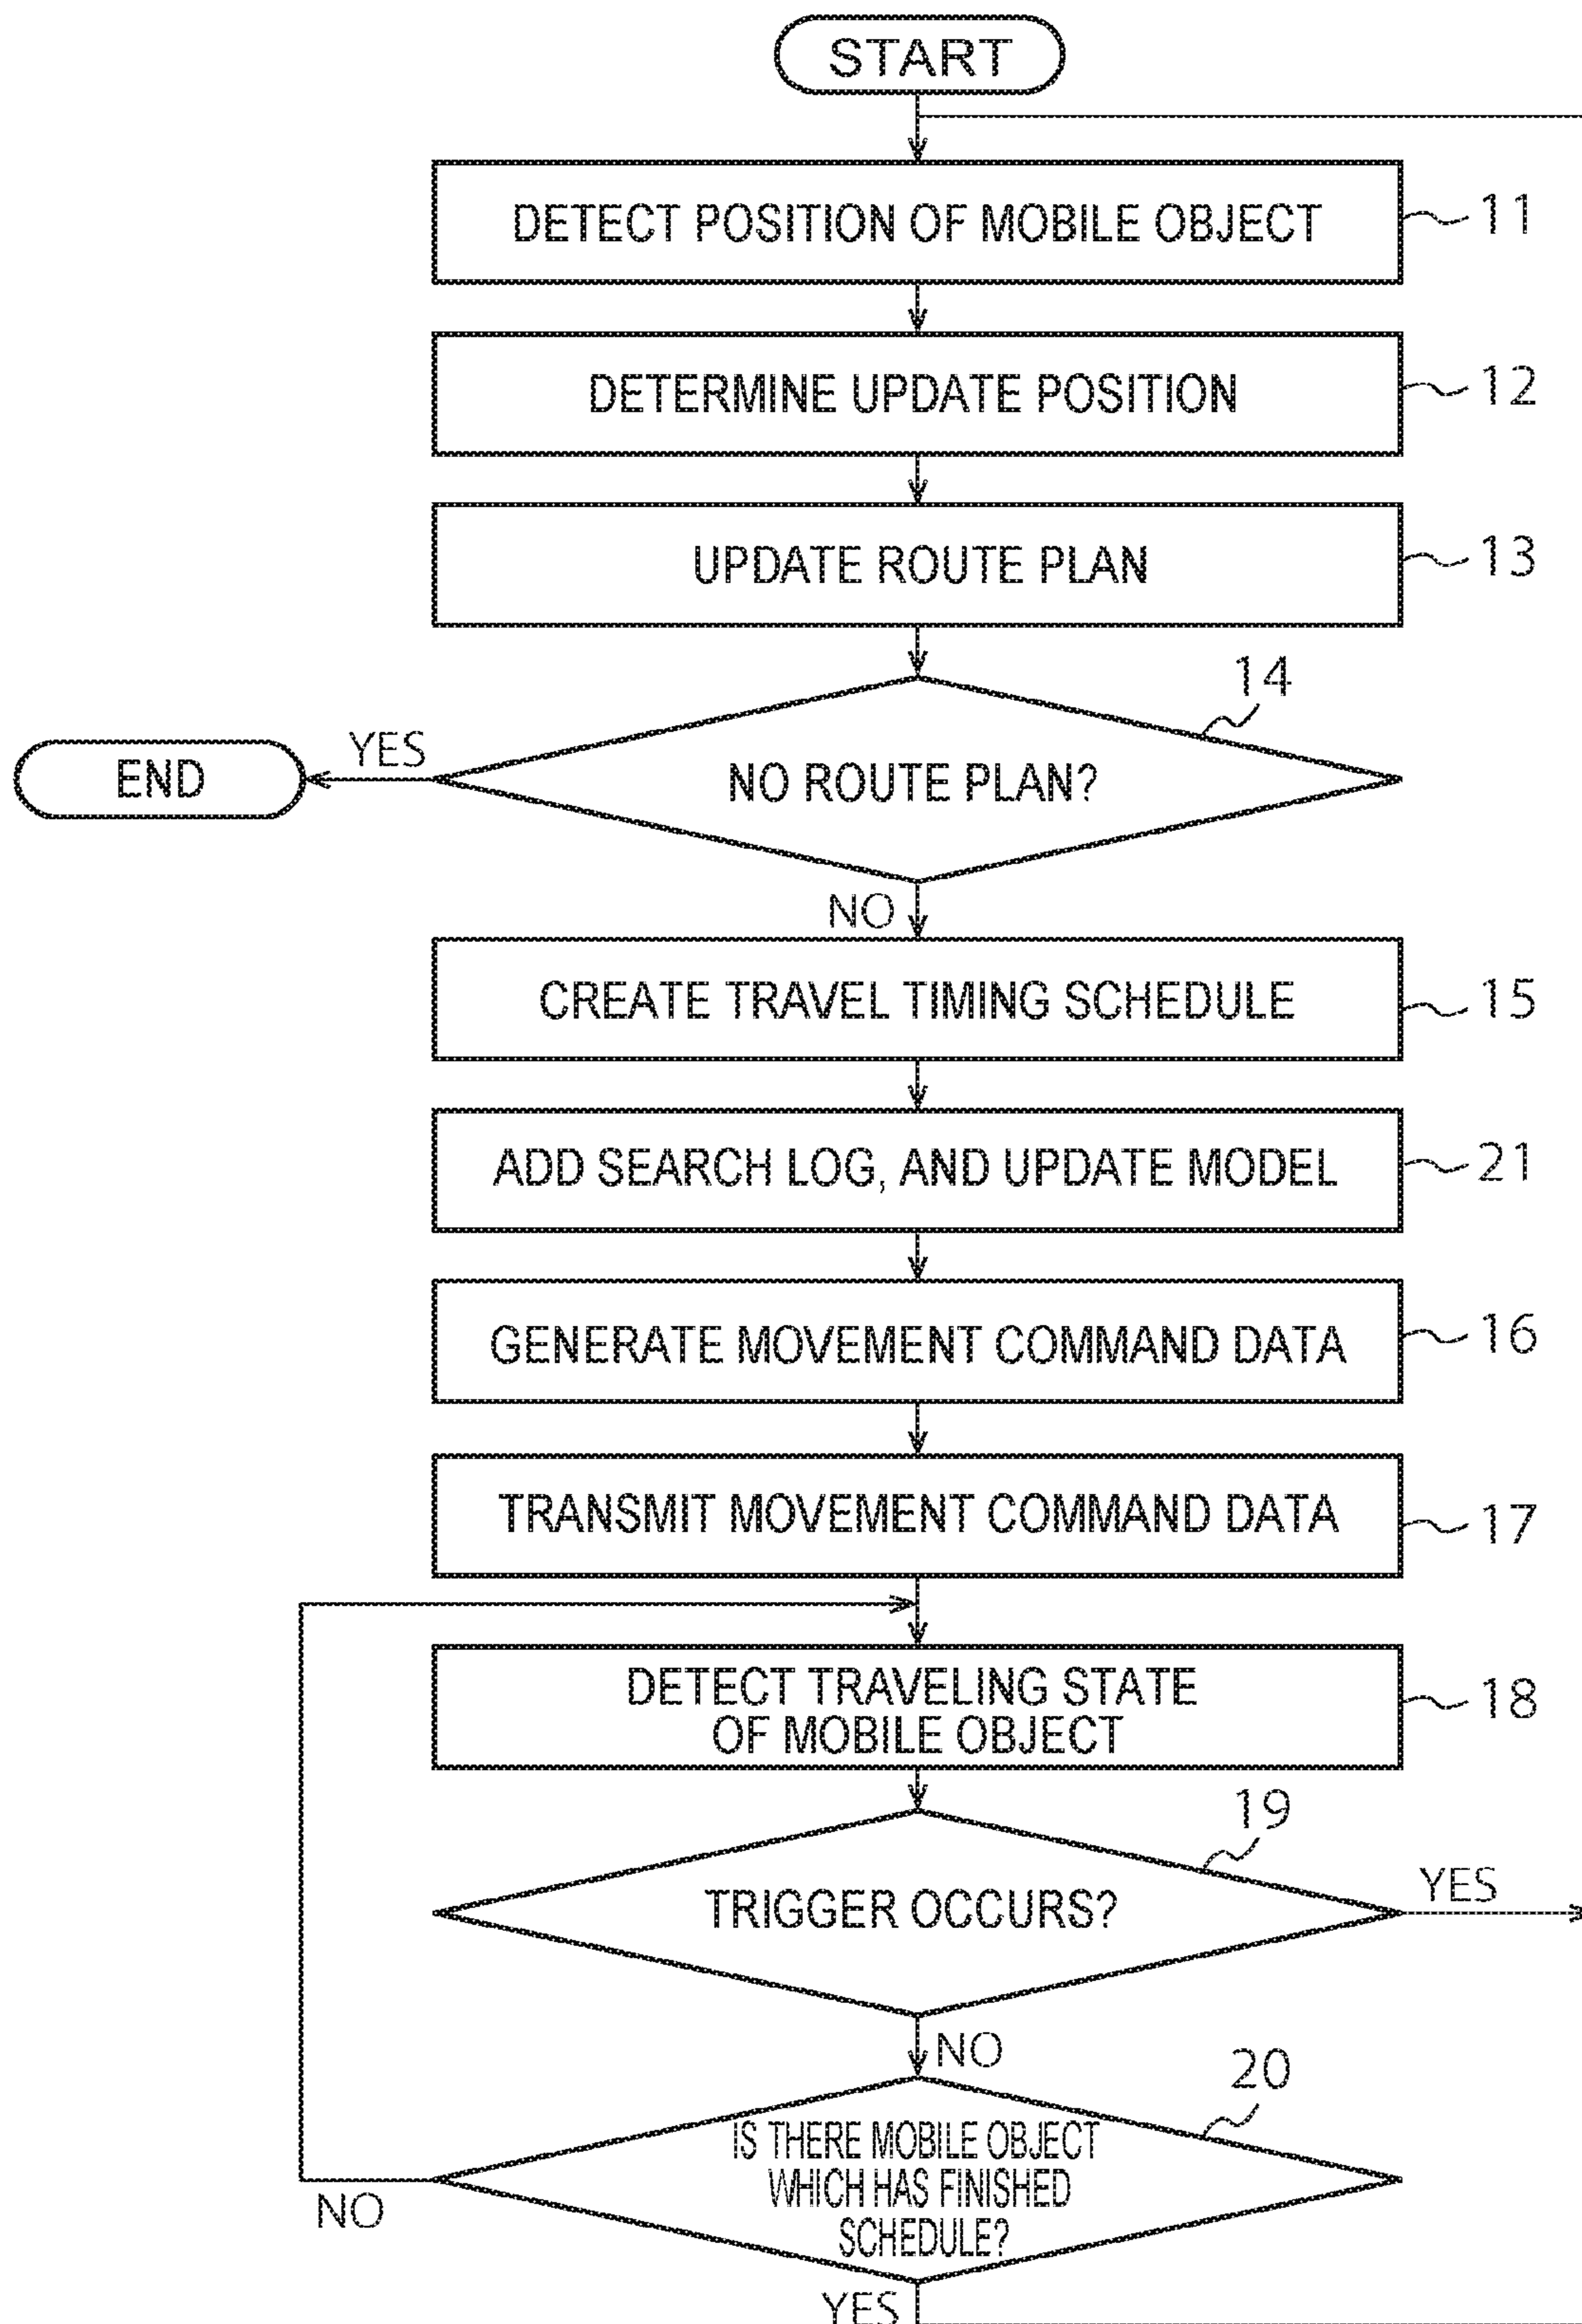 START
DETECT POSITION OF MOBILE OBJECT
11
DETERMINE UPDATE POSITION
12
UPDATE ROUTE PLAN
13
14
YES
END
NO ROUTE PLAN?
NO
CREATE TRAVEL TIMING SCHEDULE
15
ADD SEARCH LOG, AND UPDATE MODEL
21
GENERATE MOVEMENT COMMAND DATA
16
TRANSMIT MOVEMENT COMMAND DATA
17
DETECT TRAVELING STATE
OF MOBILE OBJECT
18
19
TRIGGER OCCURS?
YES
NO
20
IS THERE MOBILE OBJECT
WHICH HAS FINISHED
SCHEDULE?
NO
YES